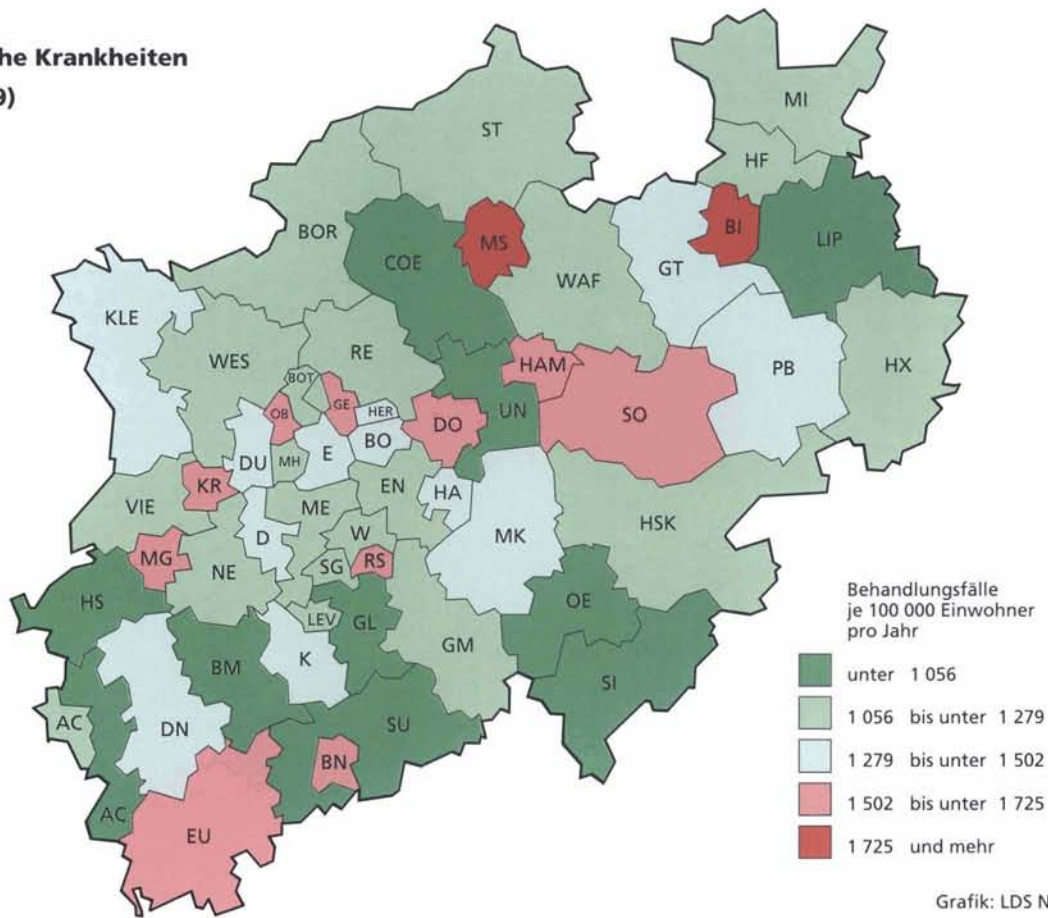 he Krankheiten
9)
MI
ST
HF
BOR
MS
BI
LIP
COE
GT
WAF
KLE
RE
WES
HAM
PB
HX
BOT
GE
HER
OB
UN
SO
DO
BO
E
DU
MH
EN
HA
KR
VIE
ME
HSK
W
D
MK
MG
SG
RS
NE
OE
HS
LEV
GL
GM
K
BM
SI
AC
DN
SU
BN
AC
EU
Behandlungsfälle
je 100 000 Einwohner
pro Jahr
unter 1 056
1 056 bis unter 1 279
1 279 bis unter 1 502
1 502 bis unter 1 725
1 725 und mehr
Grafik: LDS N